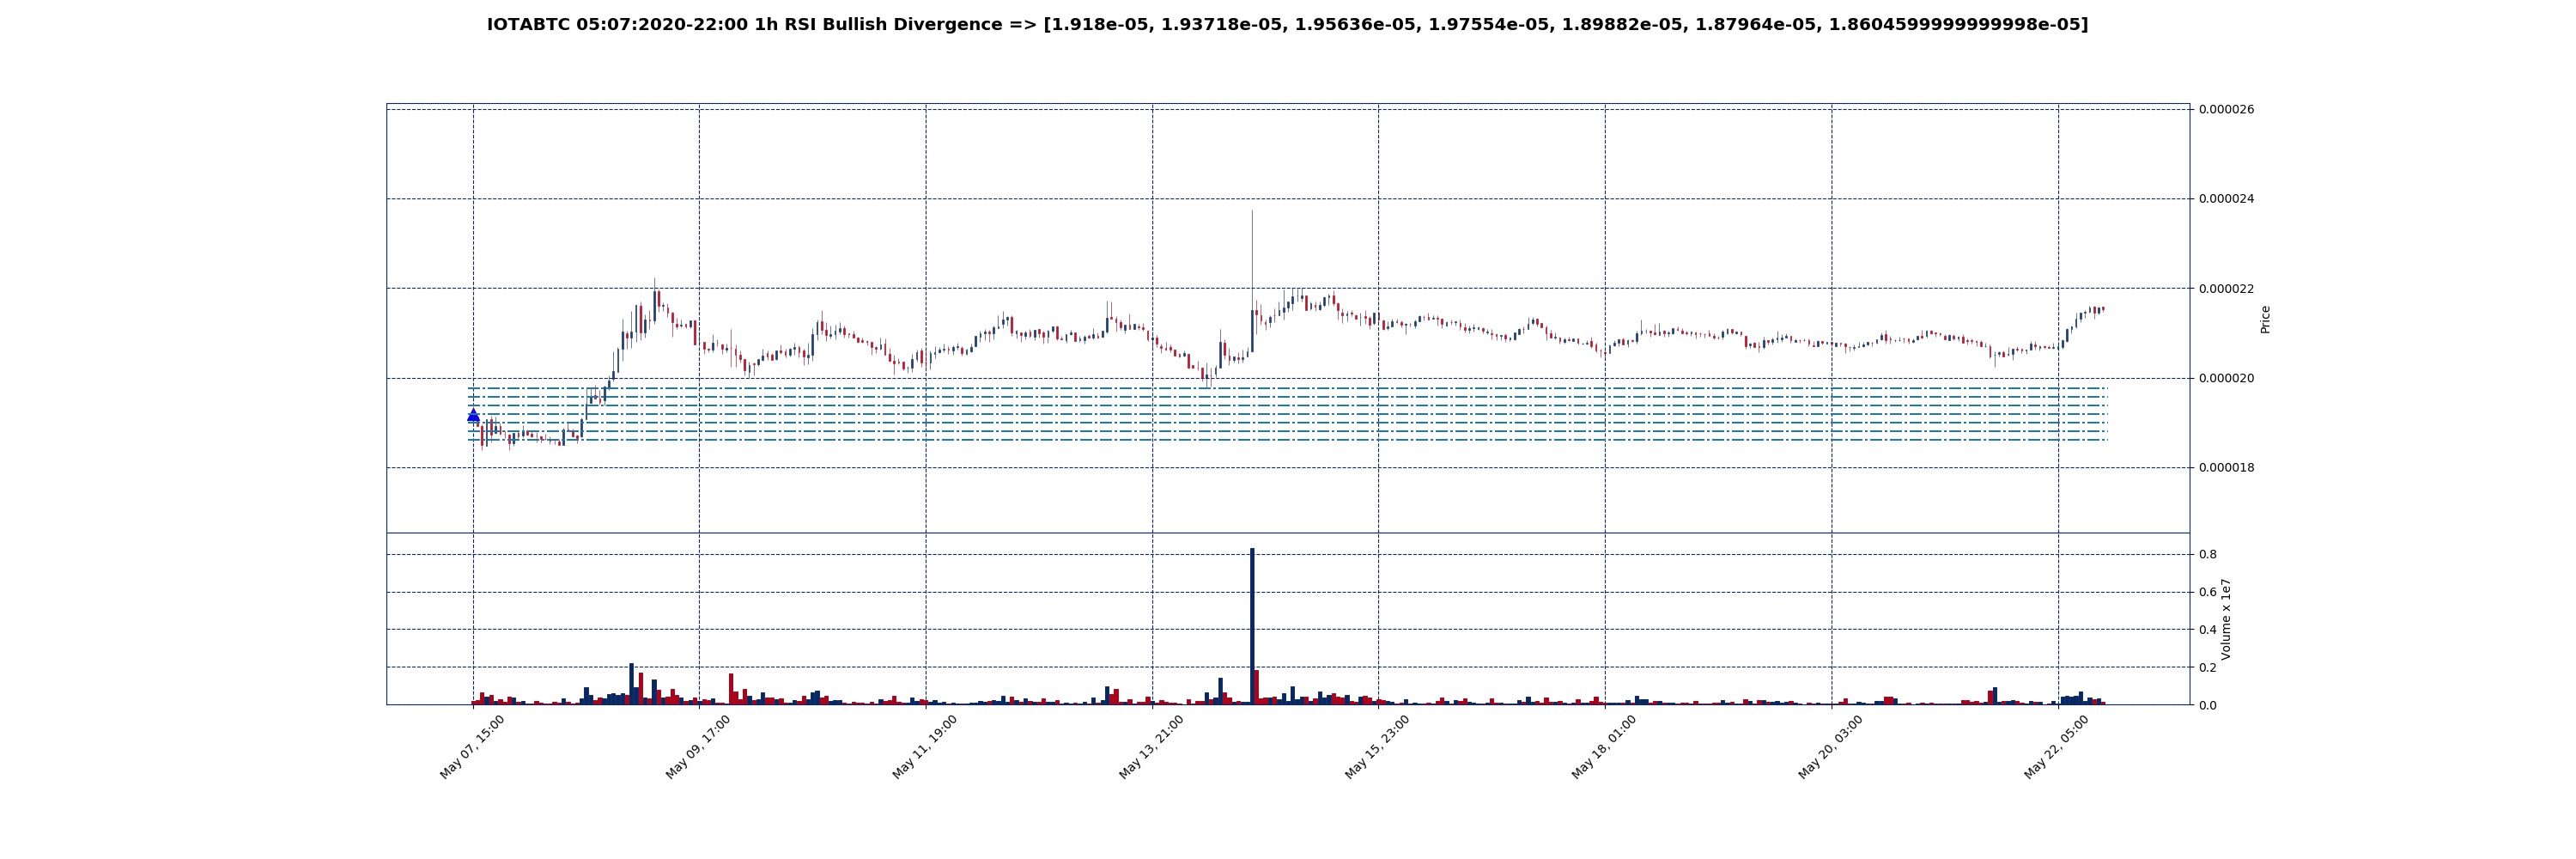 IOTABTC 05:07:2020-22:00 1h RSI Bullish Divergence => [1.918e-05, 1.93718e-05, 1.95636e-05, 1.97554e-05, 1.89882e-05, 1.87964e-05, 1.8604599999999998e-05]
0.000026
0.000024
0.000022
Price
0.000020
0.000018
0.8
0.6
0.4
0.2
0.0
Volume x 1e7
May 07, 15:00
May 09, 17:00
May 11, 19:00
May 13, 21:00
May 15, 23:00
May 18, 01:00
May 20, 03:00
May 22, 05:00